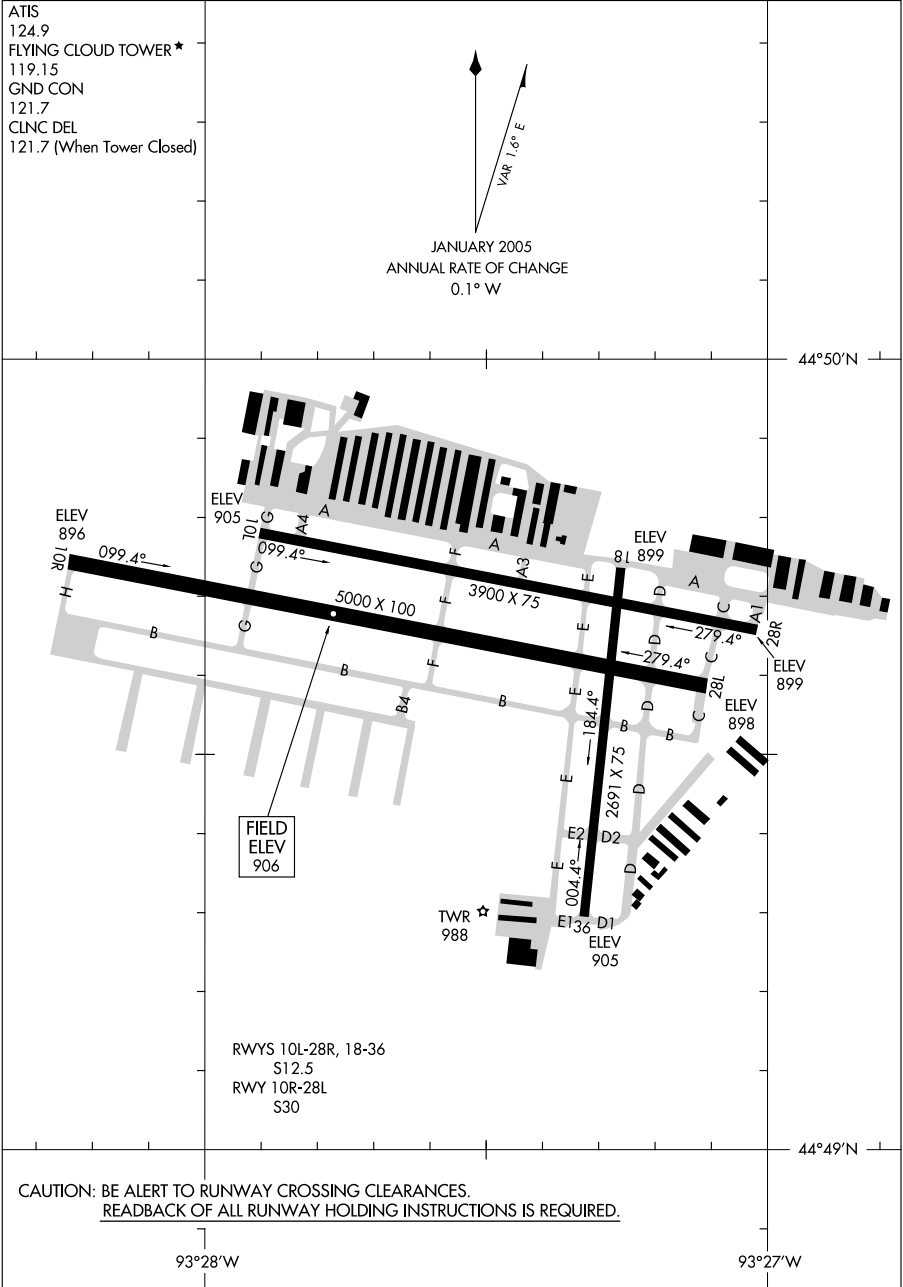 ATIS
124.9
FLYING CLOUD TOWER★
119.15
GND CON
121.7
CLNC DEL
121.7 (When Tower Closed)
VAR 1.6° E
JANUARY 2005
ANNUAL RATE OF CHANGE
0.1° W
44°50'N
ELEV
896
10R
099.4°
H
ELEV
905
10L
099.4°
G
A4
A
G
G
B
5000 X 100
F
F
F
A
A3
3900 X 75
E
E
E
ELEV
899
18
D
D
D
A
C
C
C
A1
28R
279.4°
279.4°
ELEV
899
28L
ELEV
898
B
B4
B
B
B
184.4°
2691 X 75
E
E
D
D
E2
D2
004.4°
E1
36
D1
ELEV
905
TWR
988
FIELD
ELEV
906
RWYS 10L-28R, 18-36
S12.5
RWY 10R-28L
S30
44°49'N
CAUTION: BE ALERT TO RUNWAY CROSSING CLEARANCES.
READBACK OF ALL RUNWAY HOLDING INSTRUCTIONS IS REQUIRED.
93°28'W
93°27'W